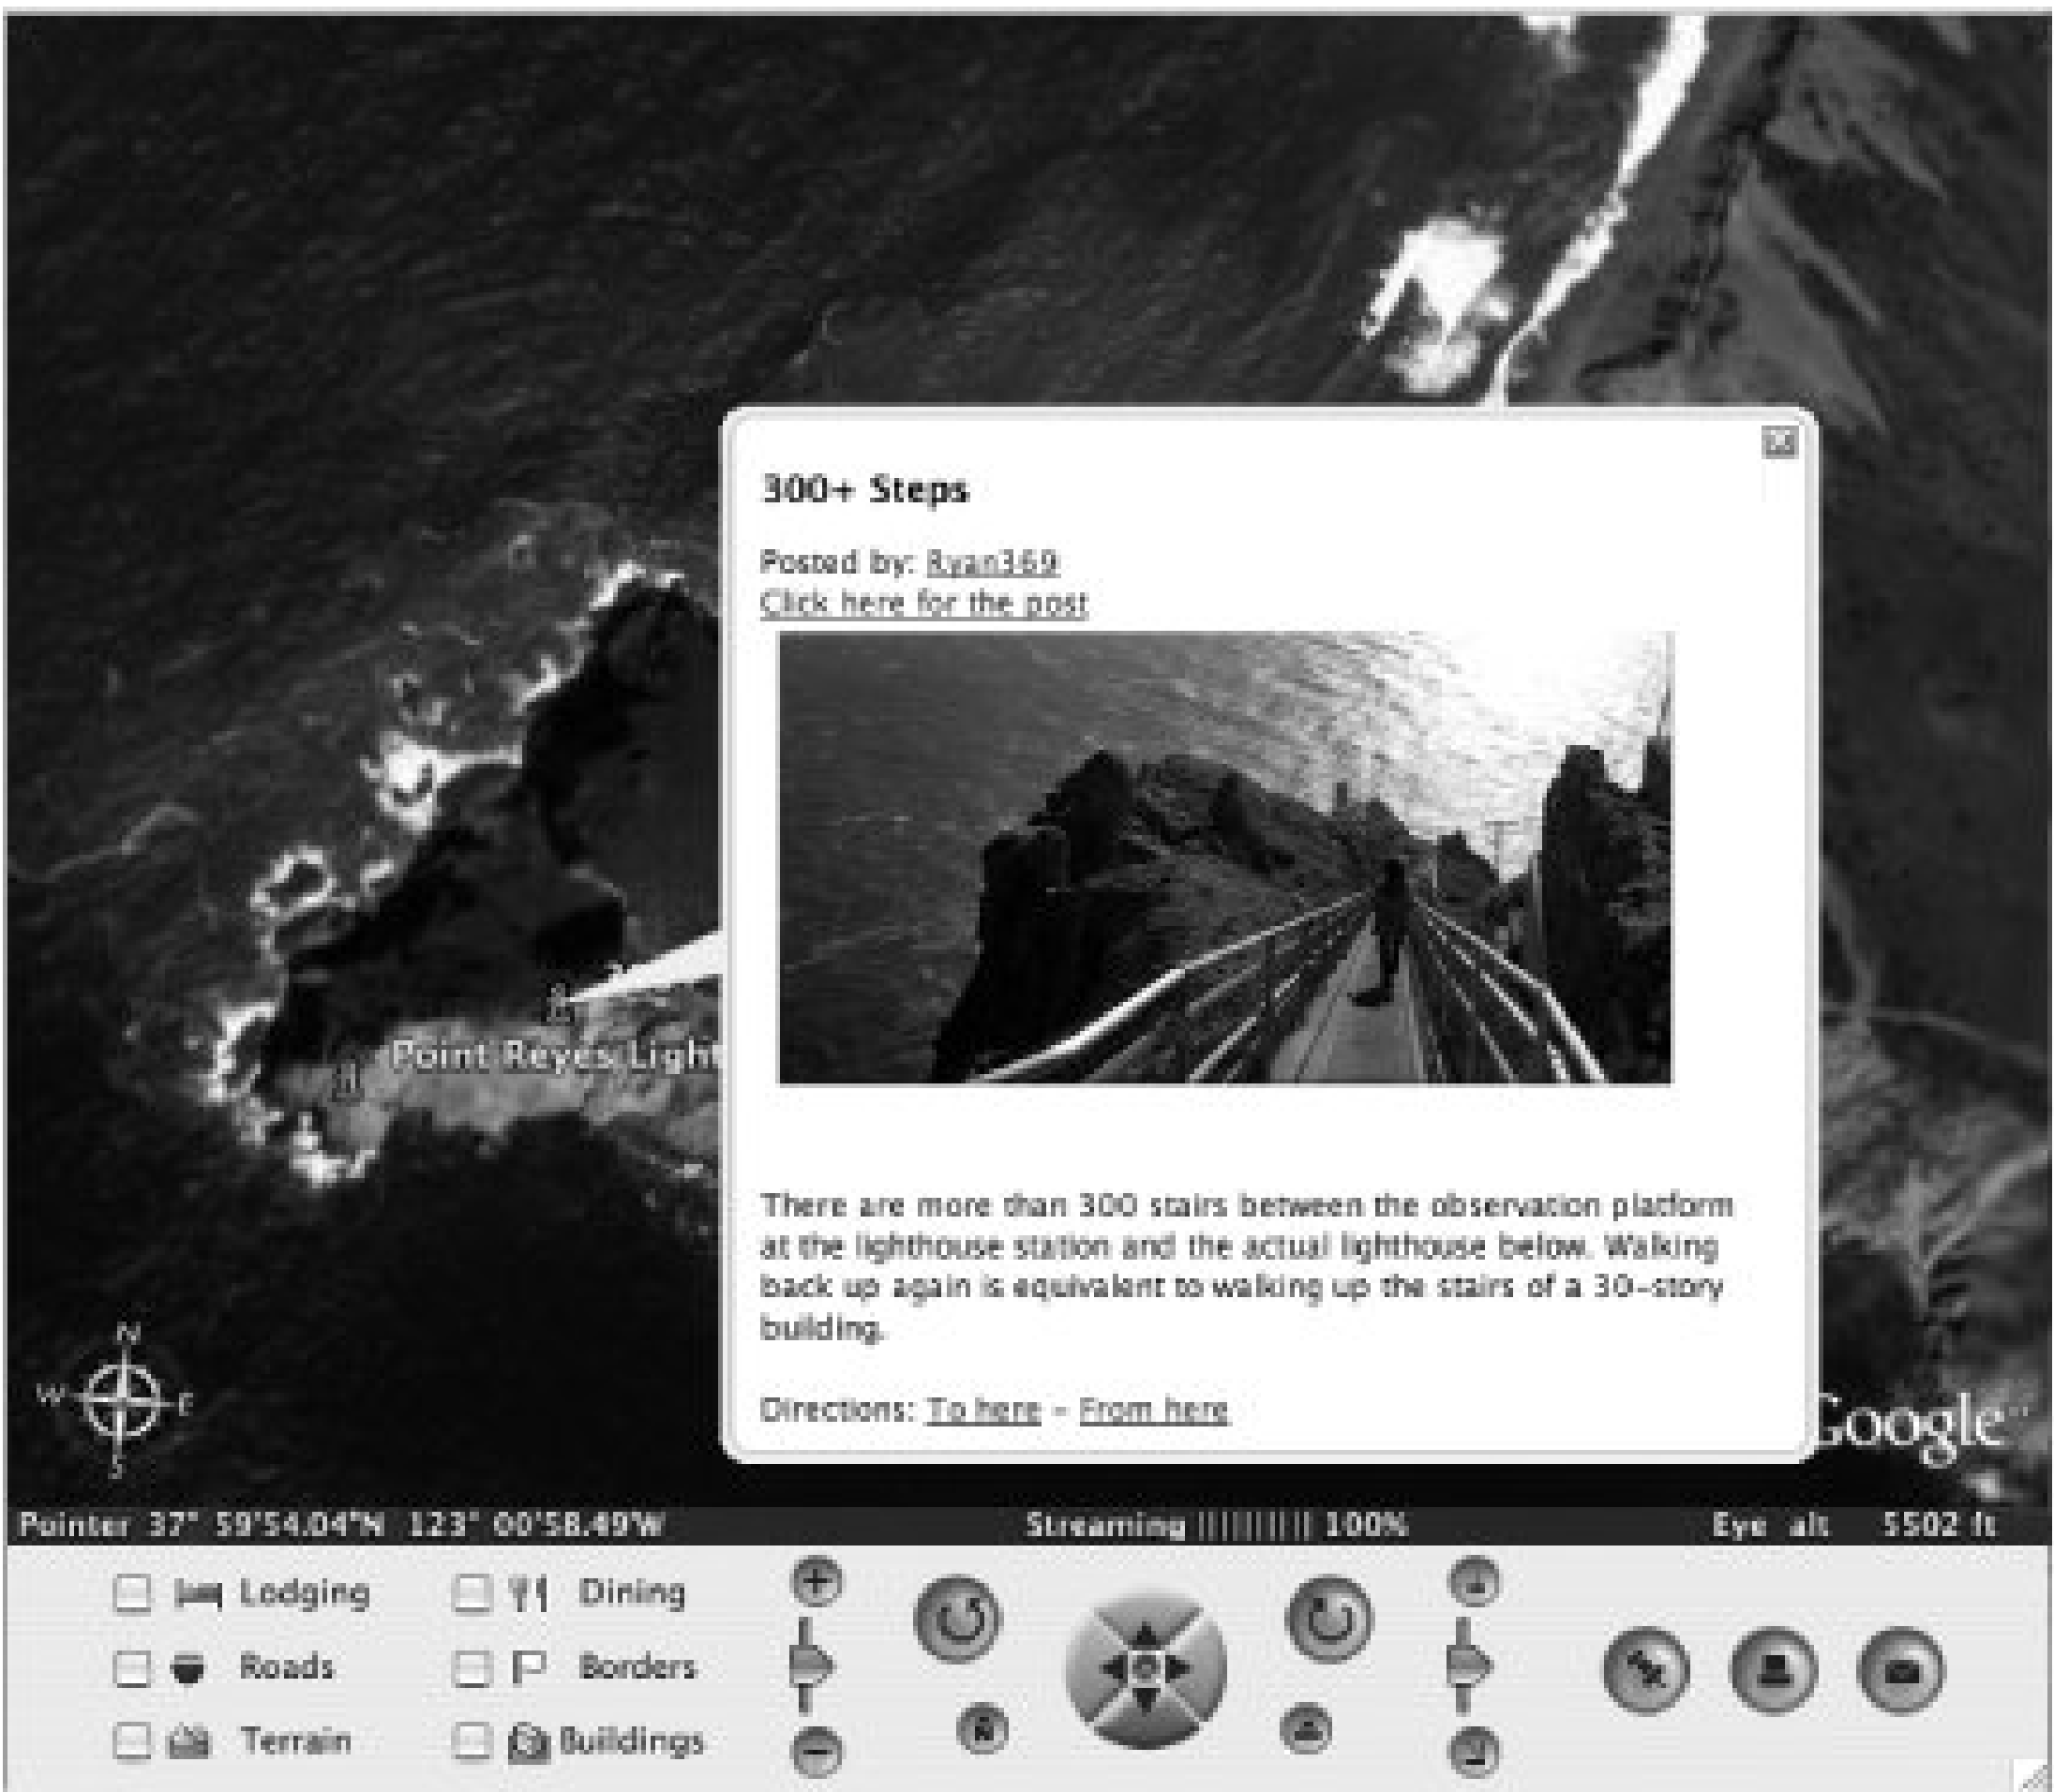 300+ Steps
Posted by: Ryan369
Click here for the post
Point Reyes Light
There are more than 300 stairs between the observation platform
at the lighthouse station and the actual lighthouse below. Walking
back up again is equivalent to walking up the stairs of a 30-story
building.
Directions: To here - From here
N
W E
S
Google
Pointer 37° 59'54.04"N 123° 00'58.49"W Streaming |||||||||| 100% Eye alt 5502 ft
Lodging Dining
Roads Borders
Terrain Buildings